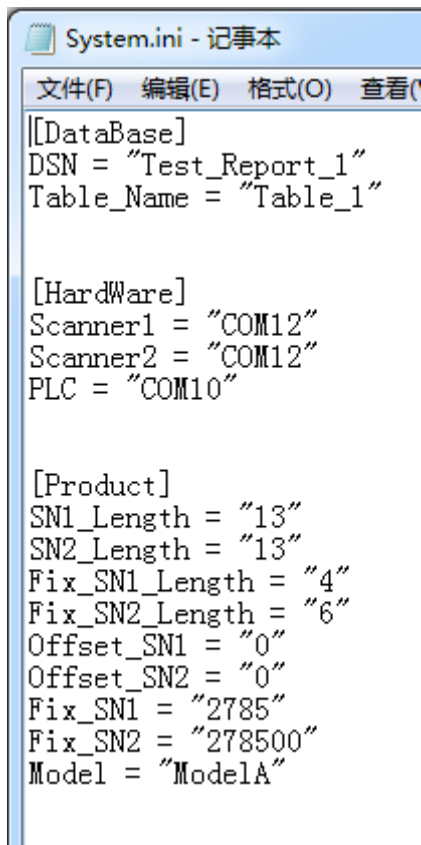 System.ini - 记事本
文件(F) 编辑(E) 格式(O) 查看(V
[DataBase]
DSN = "Test_Report_1"
Table_Name = "Table_1"
[HardWare]
Scanner1 = "COM12"
Scanner2 = "COM12"
PLC = "COM10"
[Product]
SN1_Length = "13"
SN2_Length = "13"
Fix_SN1_Length = "4"
Fix_SN2_Length = "6"
Offset_SN1 = "0"
Offset_SN2 = "0"
Fix_SN1 = "2785"
Fix_SN2 = "278500"
Model = "ModelA"